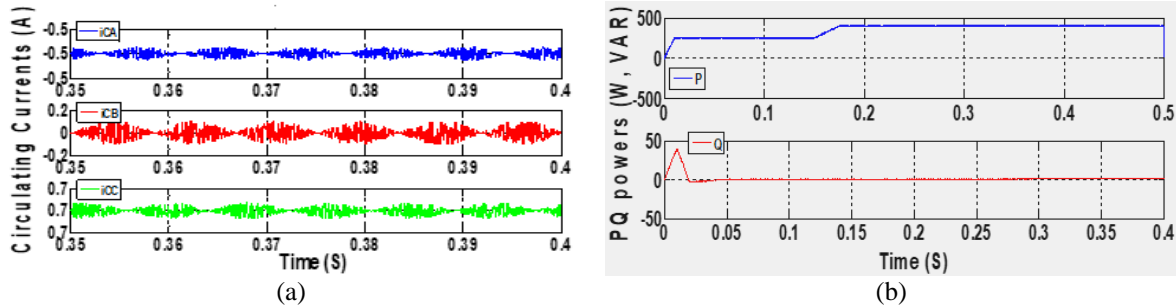 Circulating Currents (A)
-0.5
iCA
-0.5
-0.5
0.35 0.36 0.37 0.38 0.39 0.4
0.2
iCB
0
-0.2
0.35 0.36 0.37 0.38 0.39 0.4
0.7
iCC
0.7
0.7
0.35 0.36 0.37 0.38 0.39 0.4
Time (S)
(a)
PQ powers (W, VAR)
500
0
P
-500
0 0.1 0.2 0.3 0.4 0.5
50
Q
0
-50
0 0.05 0.1 0.15 0.2 0.25 0.3 0.35 0.4
Time (S)
(b)